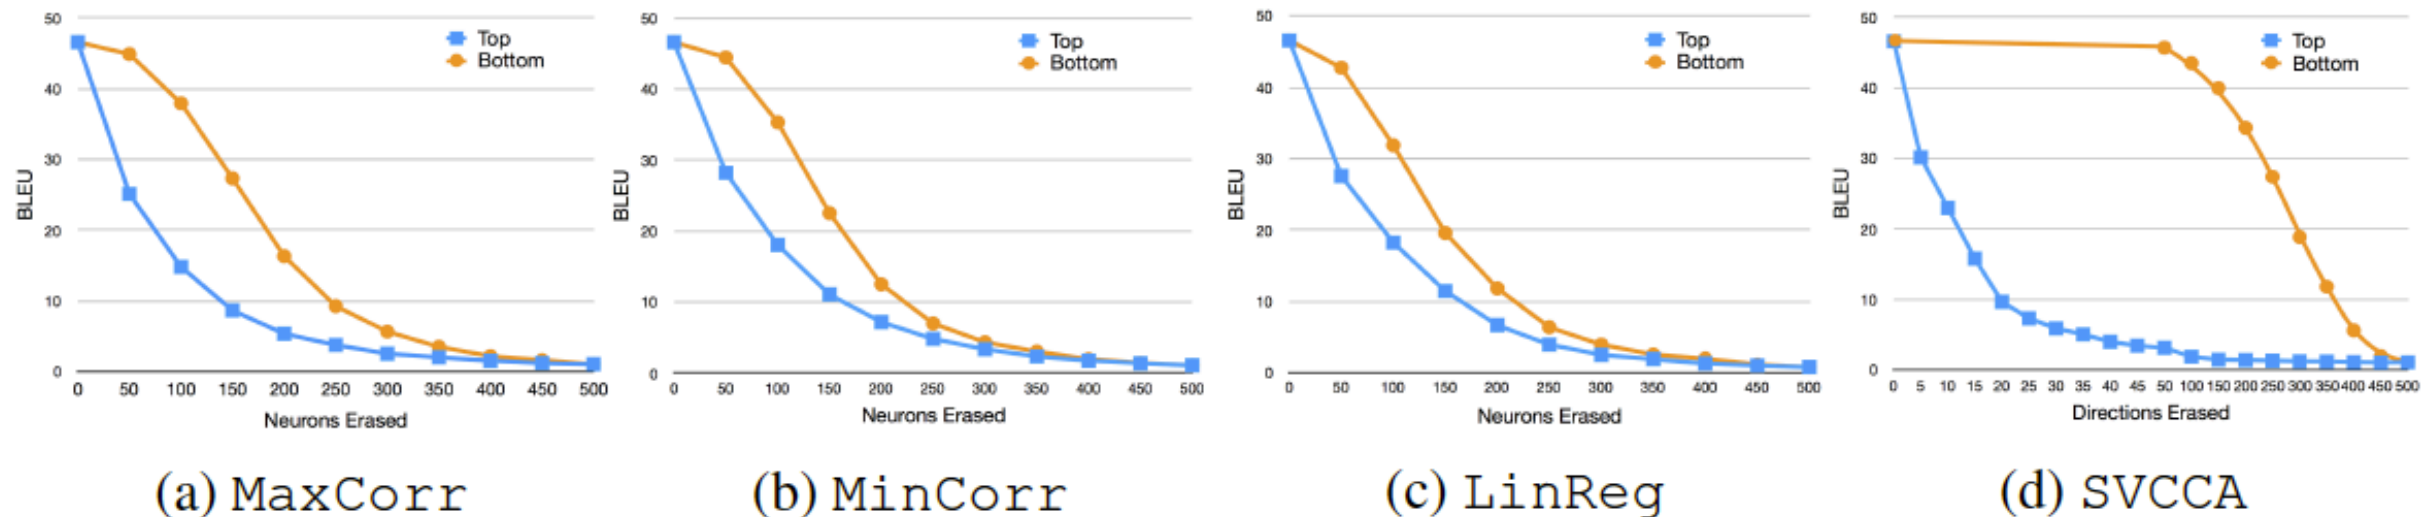 50
40
30
20
10
0
BLEU
Top
Bottom
0 50 100 150 200 250 300 350 400 450 500
Neurons Erased
(a) MaxCorr
50
40
30
20
10
0
BLEU
Top
Bottom
0 50 100 150 200 250 300 350 400 450 500
Neurons Erased
(b) MinCorr
50
40
30
20
10
0
BLEU
Top
Bottom
0 50 100 150 200 250 300 350 400 450 500
Neurons Erased
(c) LinReg
50
40
30
20
10
0
BLEU
Top
Bottom
0 5 10 15 20 25 30 35 40 45 50 100 150 200 250 300 350 400 450 500
Directions Erased
(d) SVCCA